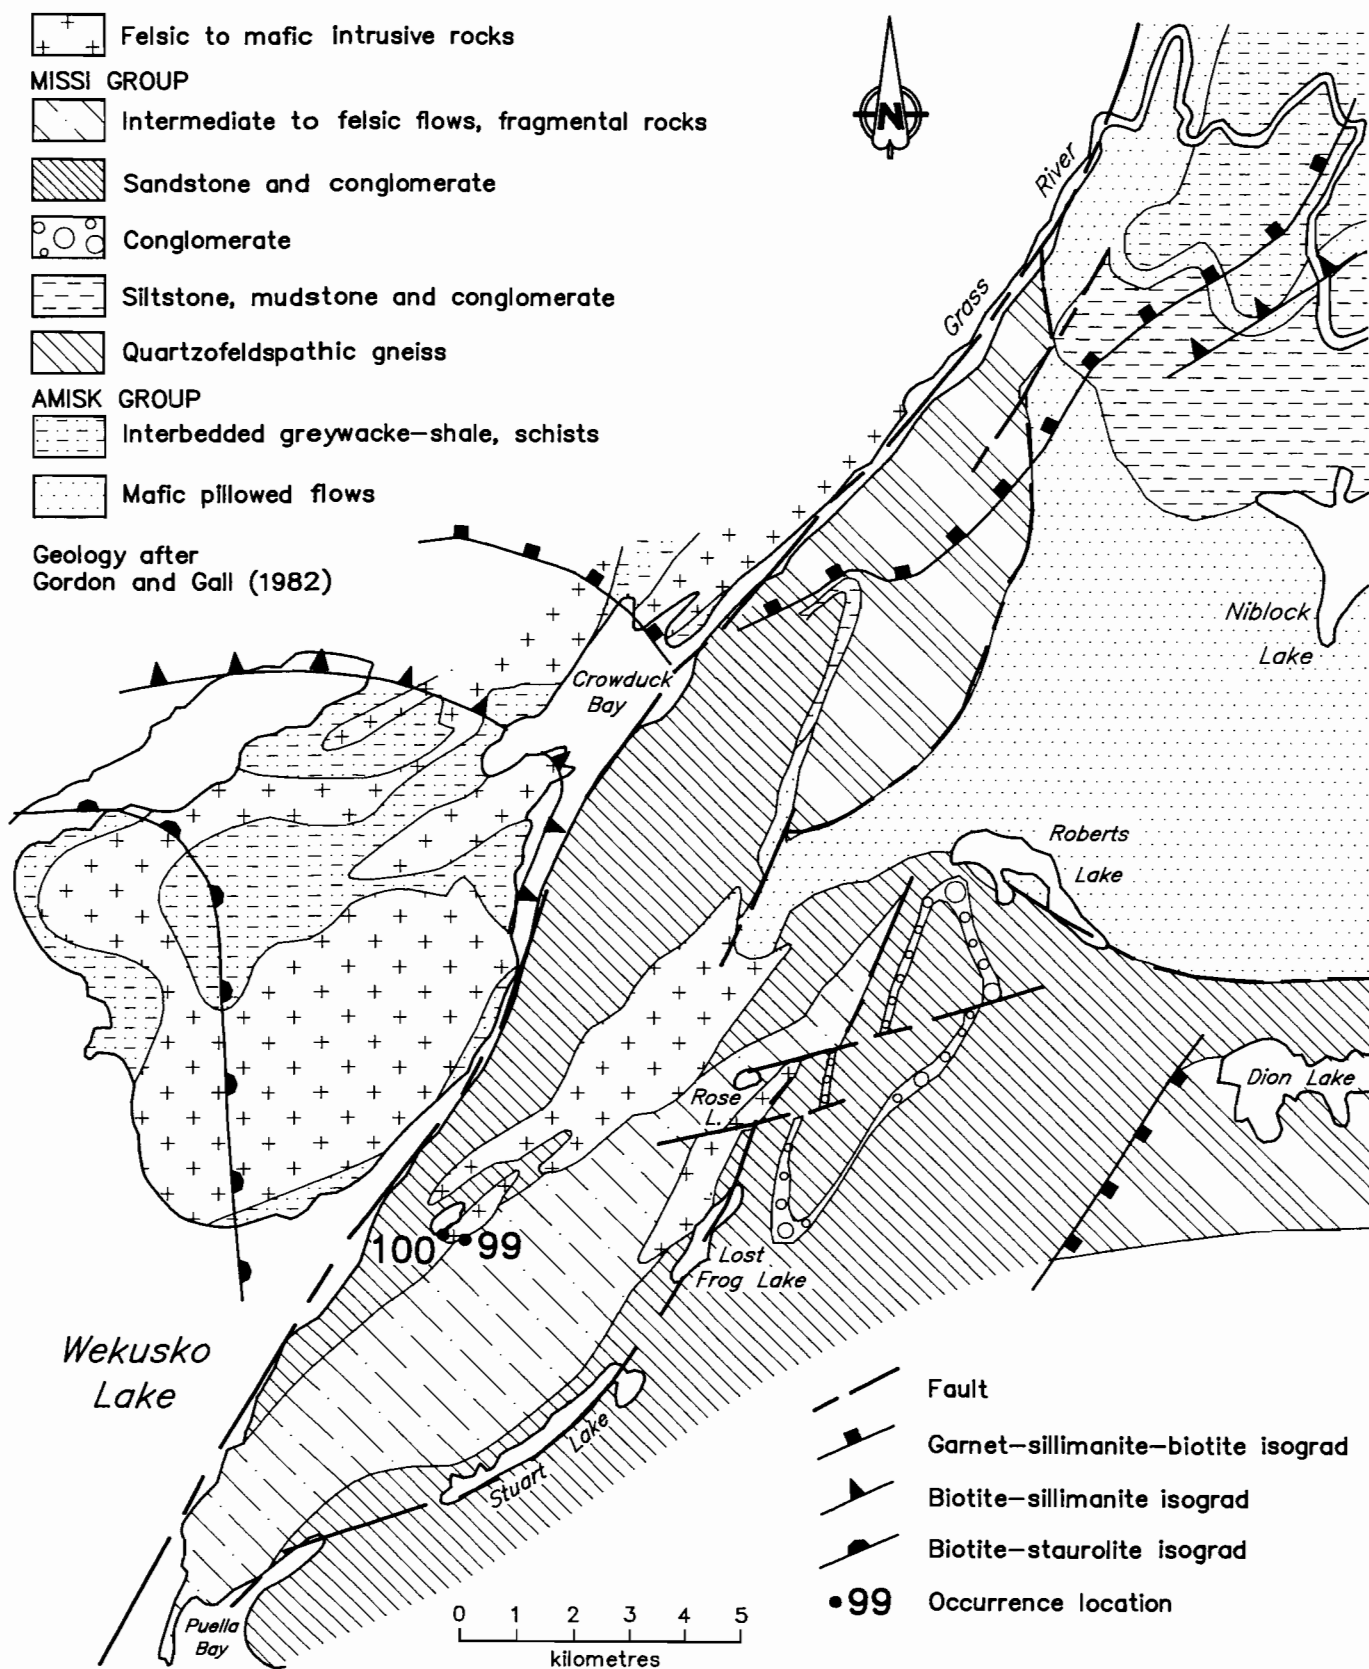 Felsic to mafic intrusive rocks
MISSI GROUP
Intermediate to felsic flows, fragmental rocks
Sandstone and conglomerate
Conglomerate
Siltstone, mudstone and conglomerate
Quartzofeldspathic gneiss
AMISK GROUP
Interbedded greywacke-shale, schists
Mafic pillowed flows
Geology after
Gordon and Gall (1982)
N
Grass River
Niblock
Lake
Crowduck
Bay
Roberts
Lake
Dion Lake
Rose
L.
100
99
Lost
Frog Lake
Wekusko
Lake
Stuart Lake
Puella
Bay
Fault
Garnet-sillimanite-biotite isograd
Biotite-sillimanite isograd
Biotite-staurolite isograd
99 Occurrence location
0 1 2 3 4 5
kilometres